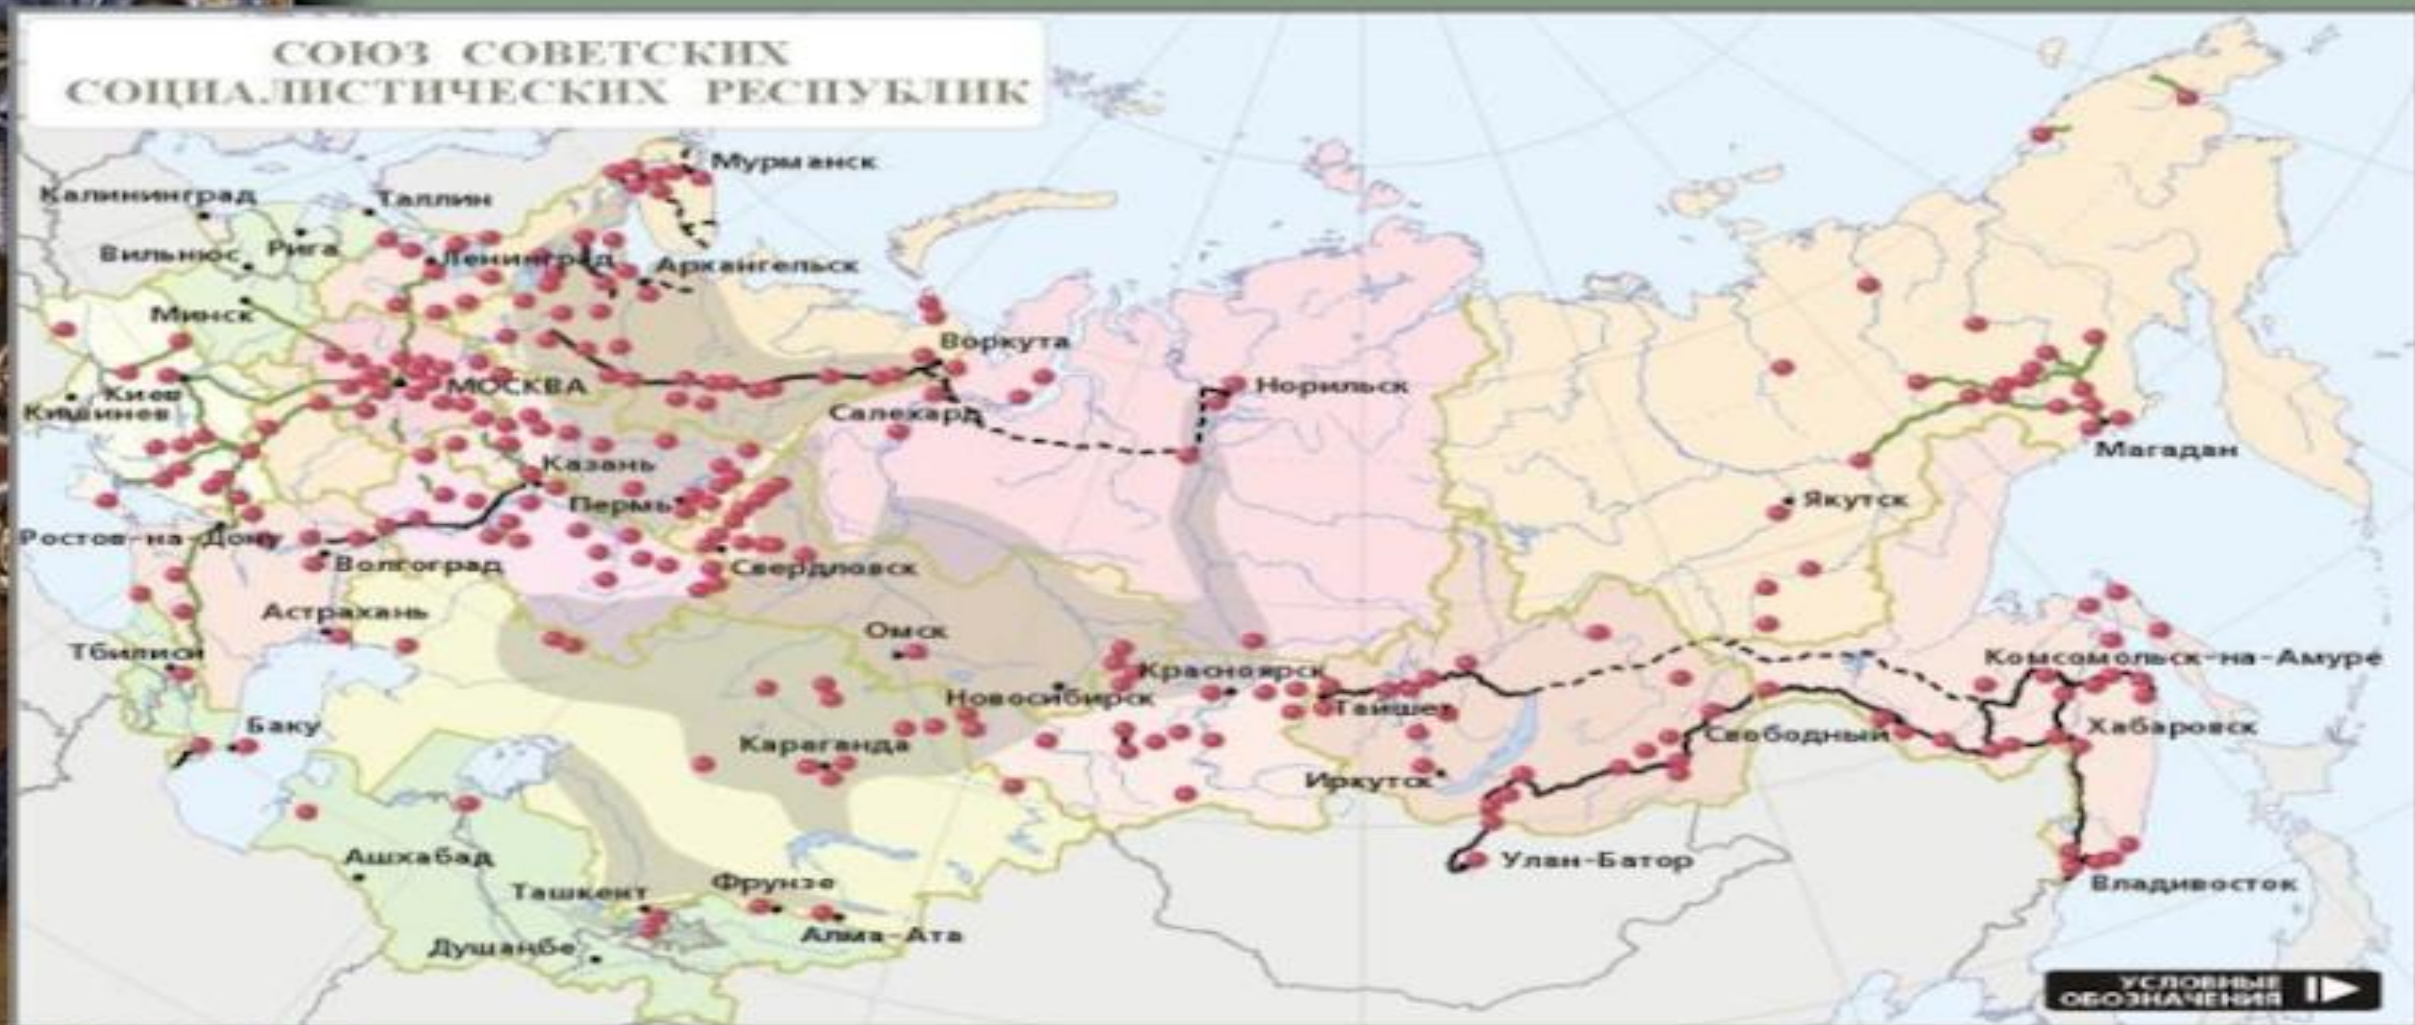 СОЮЗ СОВЕТСКИХ
СОЦИАЛИСТИЧЕСКИХ РЕСПУБЛИК
Мурманск
Калининград
Таллин
Вильнюс
Рига
Ленинград
Архангельск
Минск
Воркута
Киев
МОСКВА
Норильск
Кишинев
Салехард
Магадан
Казань
Пермь
Якутск
Ростов-на-Дону
Волгоград
Свердловск
Астрахань
Омск
Тбилиси
Красноярск
Комсомольск-на-Амуре
Новосибирск
Тайшет
Баку
Караганда
Свободный
Хабаровск
Иркутск
Ашхабад
Улан-Батор
Ташкент
Фрунзе
Владивосток
Душанбе
Алма-Ата
УСЛОВНЫЕ
ОБОЗНАЧЕНИЯ